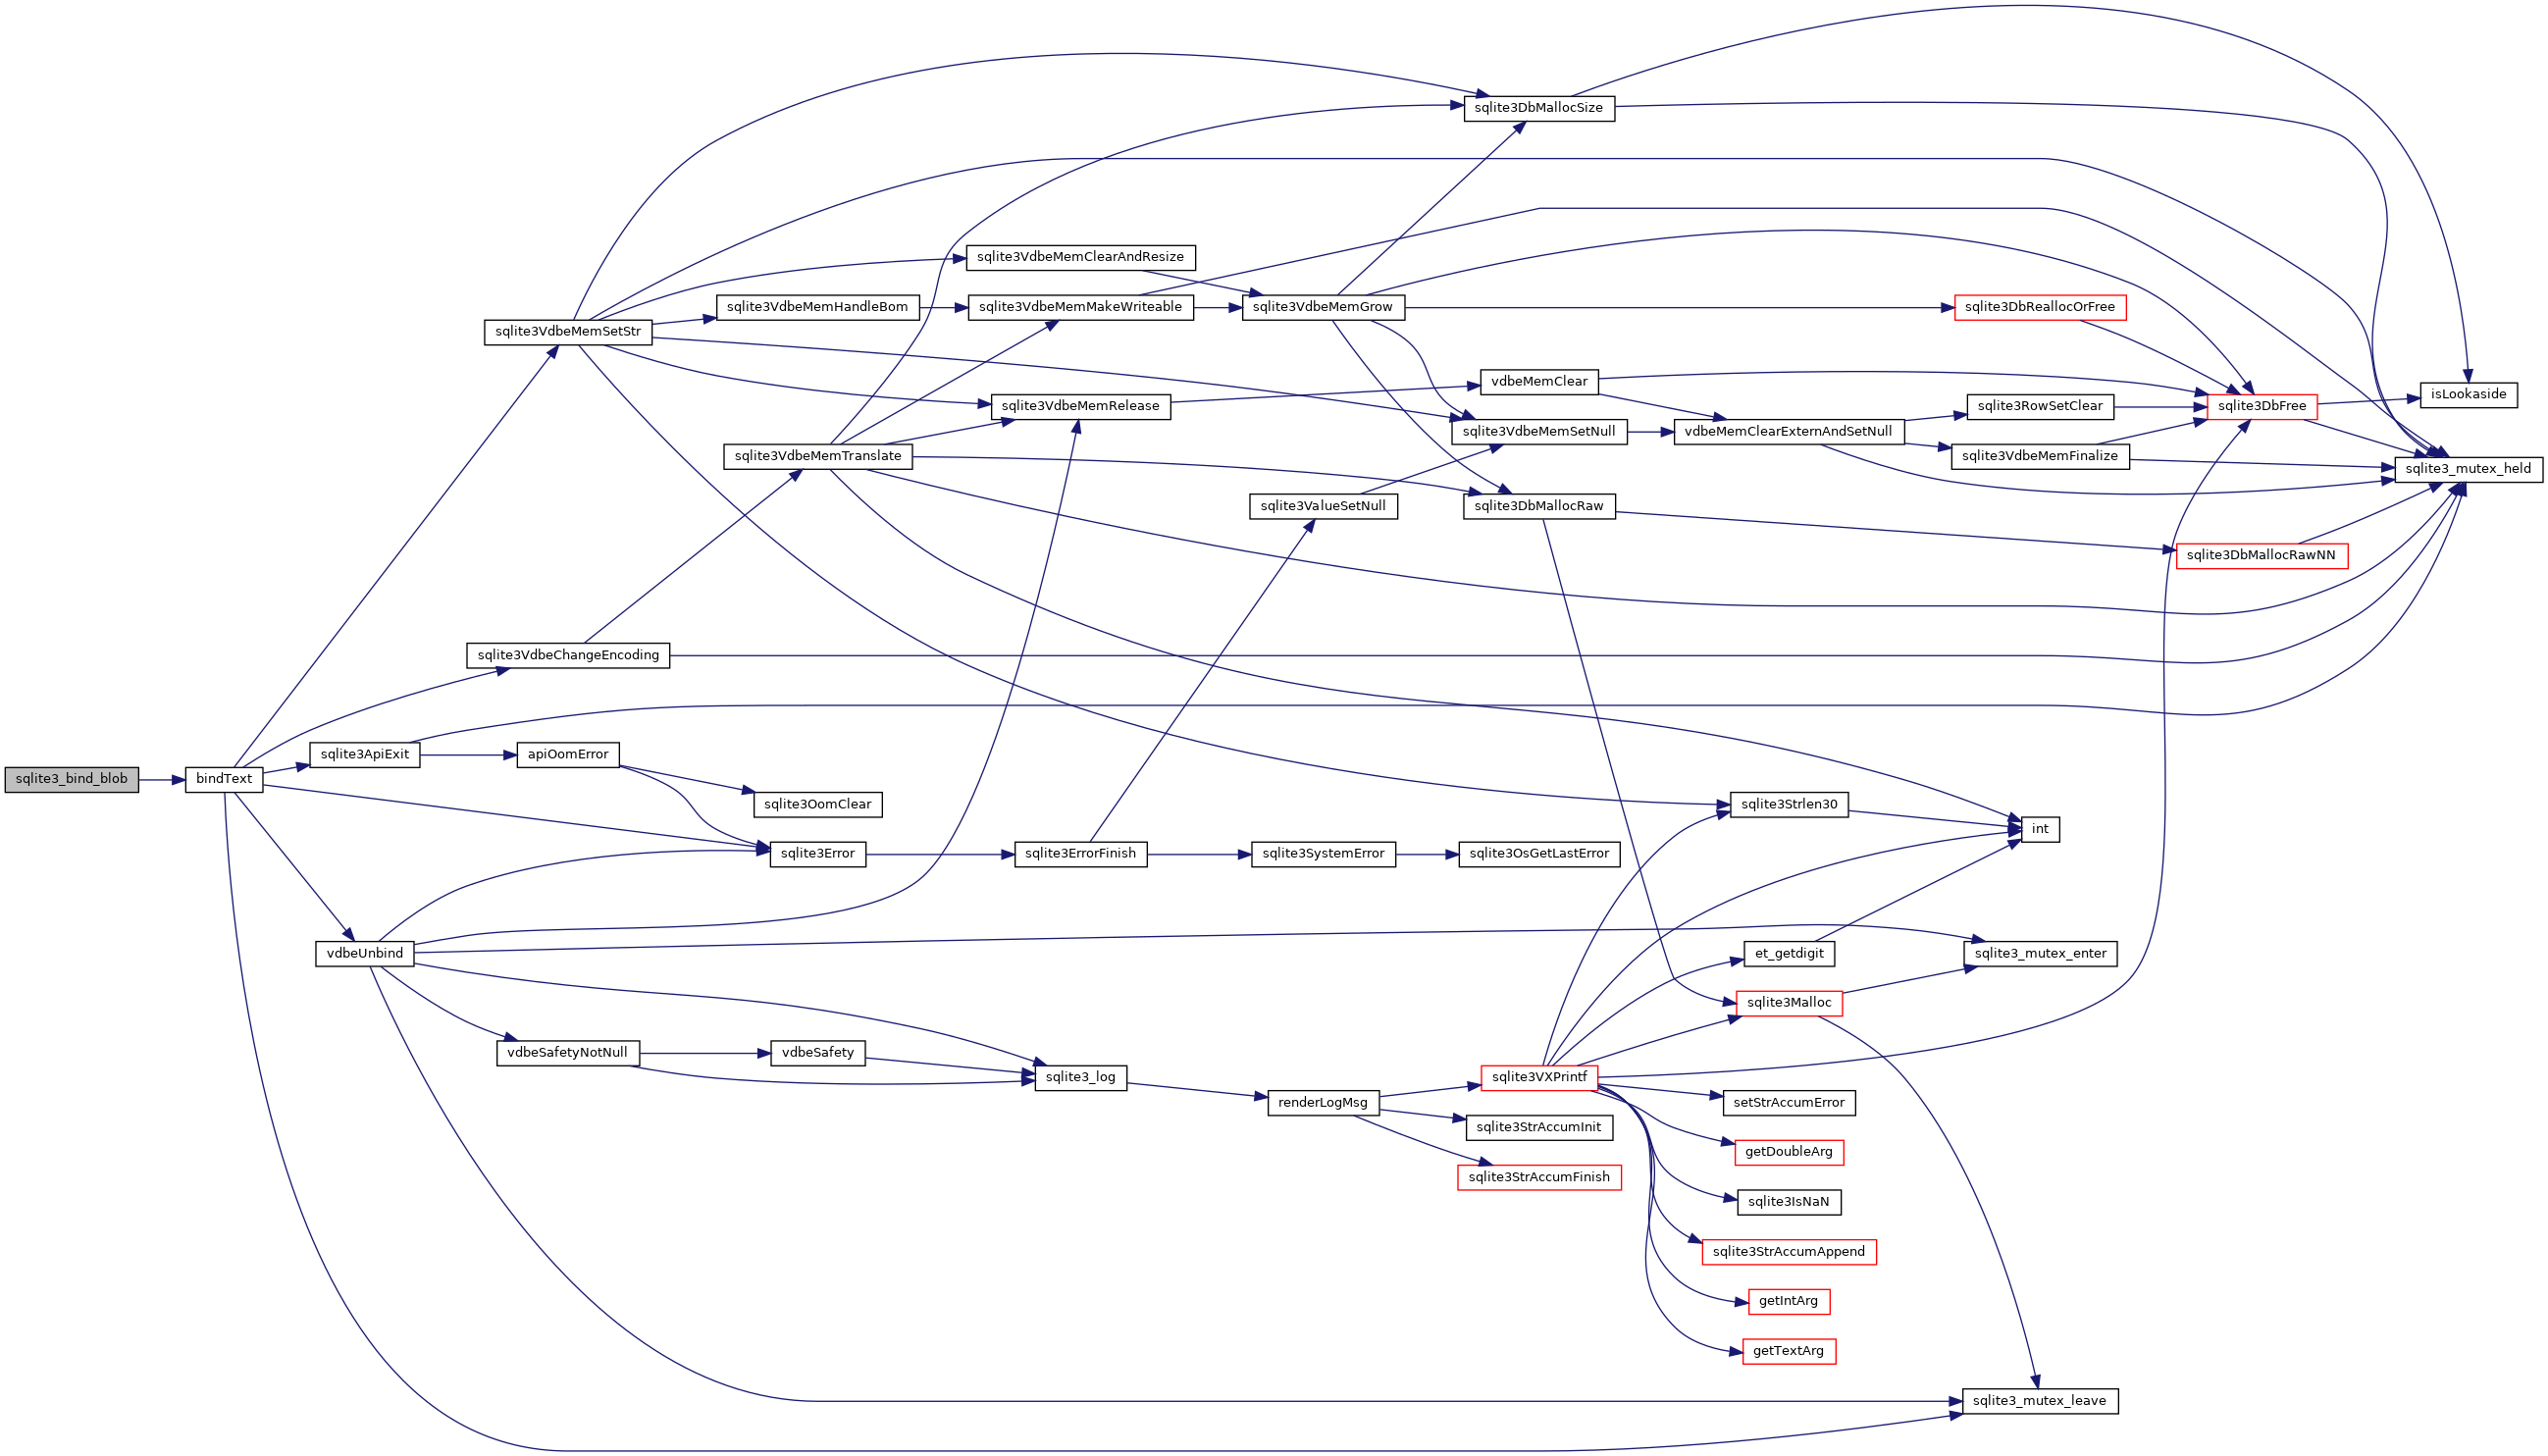 sqlite3DbMallocSize
sqlite3VdbeMemClearAndResize
sqlite3VdbeMemHandleBom
sqlite3VdbeMemMakeWriteable
sqlite3VdbeMemGrow
sqlite3DbReallocOrFree
sqlite3VdbeMemSetStr
vdbeMemClear
isLookaside
sqlite3VdbeMemRelease
sqlite3RowSetClear
sqlite3DbFree
sqlite3VdbeMemSetNull
vdbeMemClearExternAndSetNull
sqlite3VdbeMemTranslate
sqlite3VdbeMemFinalize
sqlite3_mutex_held
sqlite3ValueSetNull
sqlite3DbMallocRaw
sqlite3DbMallocRawNN
sqlite3VdbeChangeEncoding
sqlite3ApiExit
apiOomError
sqlite3_bind_blob
bindText
sqlite3OomClear
sqlite3Strlen30
int
sqlite3Error
sqlite3ErrorFinish
sqlite3SystemError
sqlite3OsGetLastError
vdbeUnbind
et_getdigit
sqlite3_mutex_enter
sqlite3Malloc
vdbeSafetyNotNull
vdbeSafety
sqlite3_log
sqlite3VXPrintf
renderLogMsg
setStrAccumError
sqlite3StrAccumInit
getDoubleArg
sqlite3StrAccumFinish
sqlite3IsNaN
sqlite3StrAccumAppend
getIntArg
getTextArg
sqlite3_mutex_leave